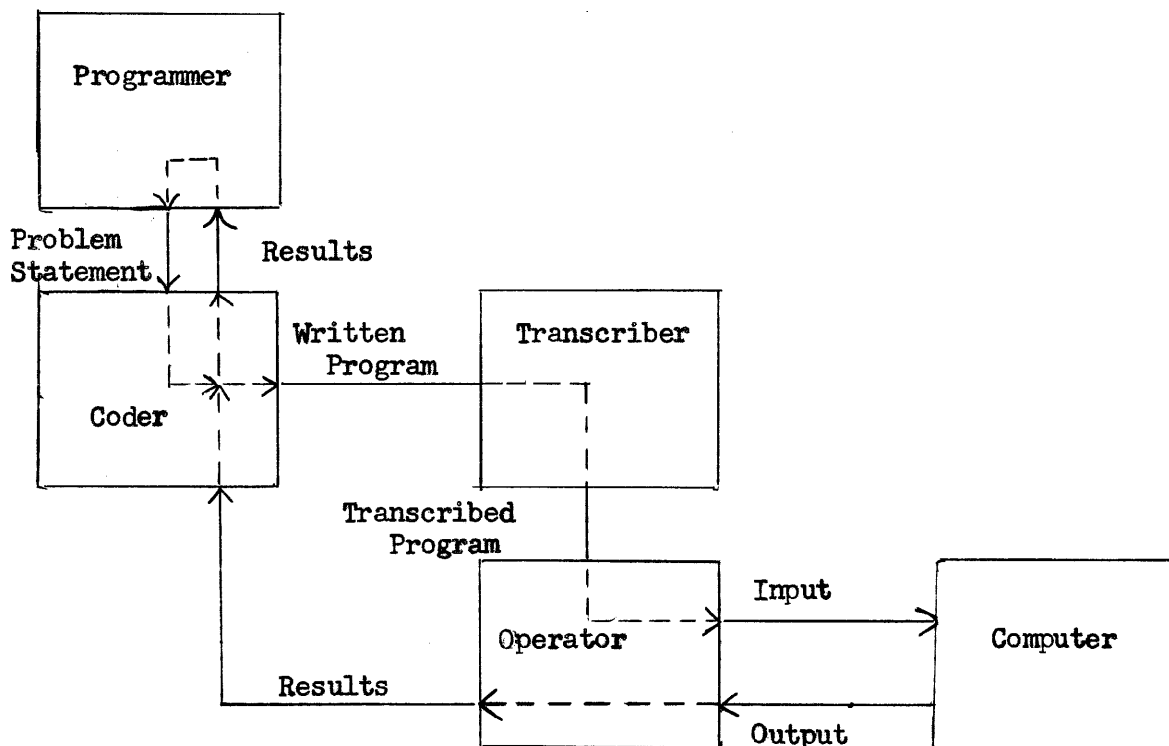 Programmer
Problem
Statement
Results
Written
Program
Transcriber
Coder
Transcribed
Program
Input
Operator
Computer
Results
Output